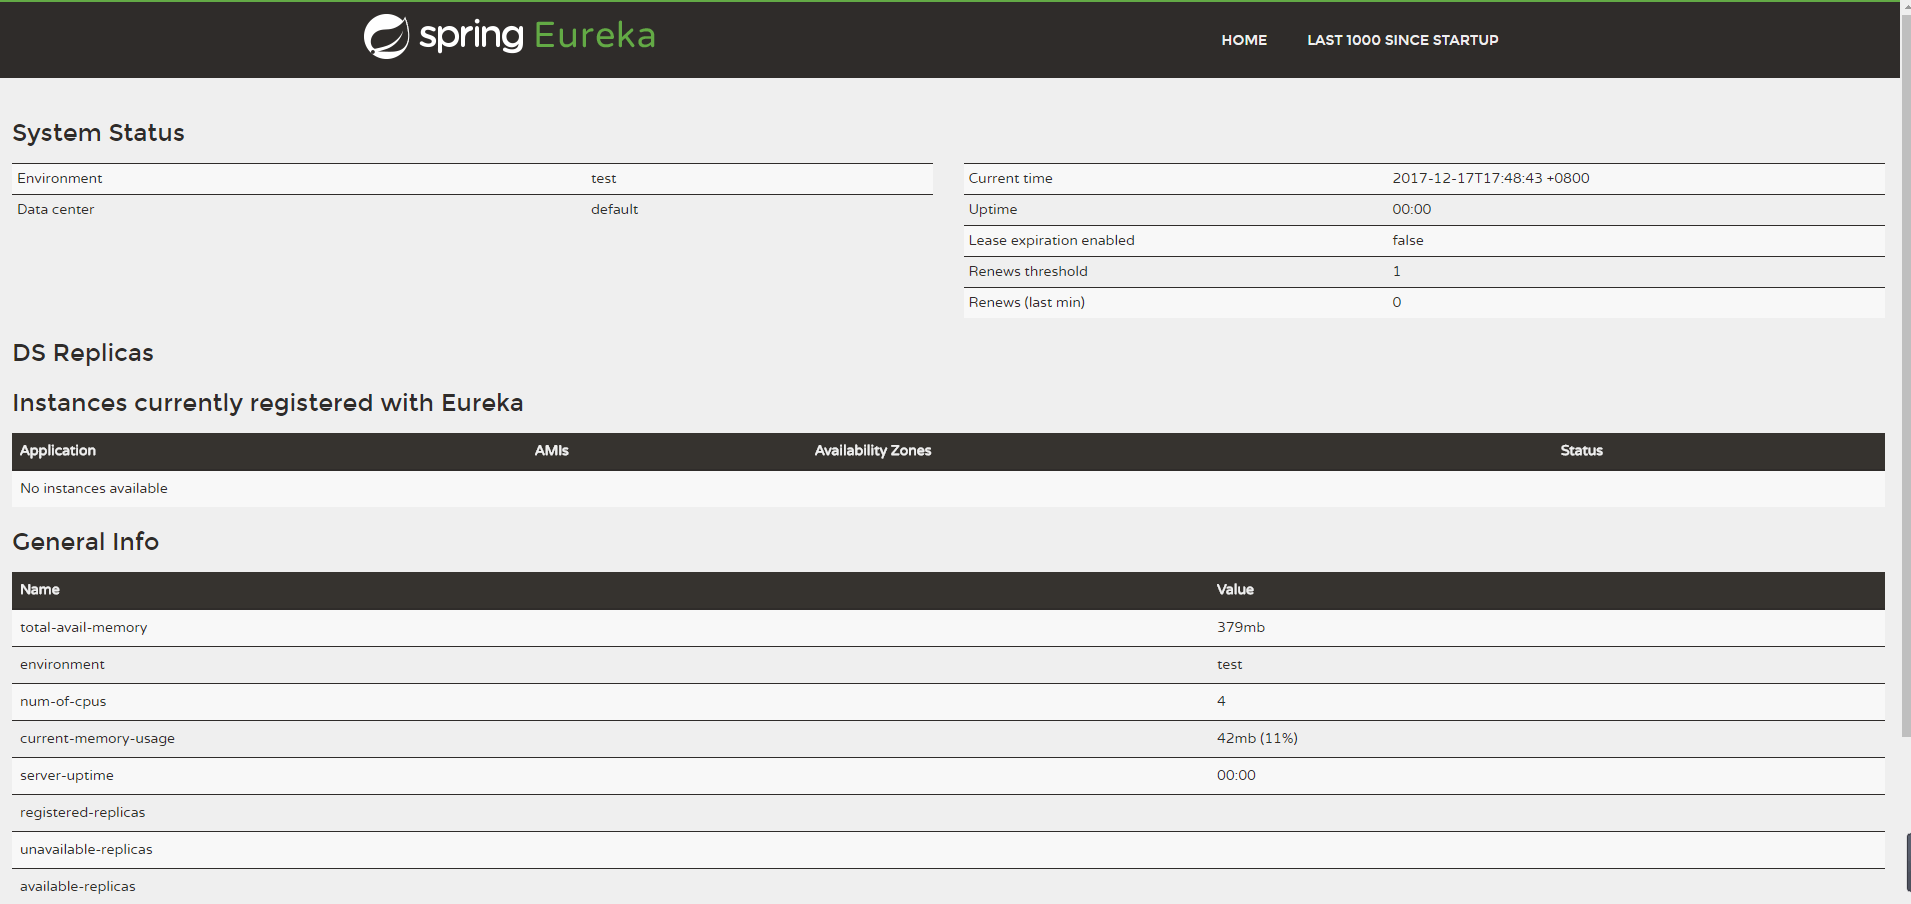 spring Eureka
HOME LAST 1000 SINCE STARTUP
System Status
Environment test
Data center default
Current time 2017-12-17T17:48:43 +0800
Uptime 00:00
Lease expiration enabled false
Renews threshold 1
Renews (last min) 0
DS Replicas
Instances currently registered with Eureka
Application AMIs Availability Zones Status
No instances available
General Info
Name Value
total-avail-memory 379mb
environment test
num-of-cpus 4
current-memory-usage 42mb (11%)
server-uptime 00:00
registered-replicas
unavailable-replicas
available-replicas